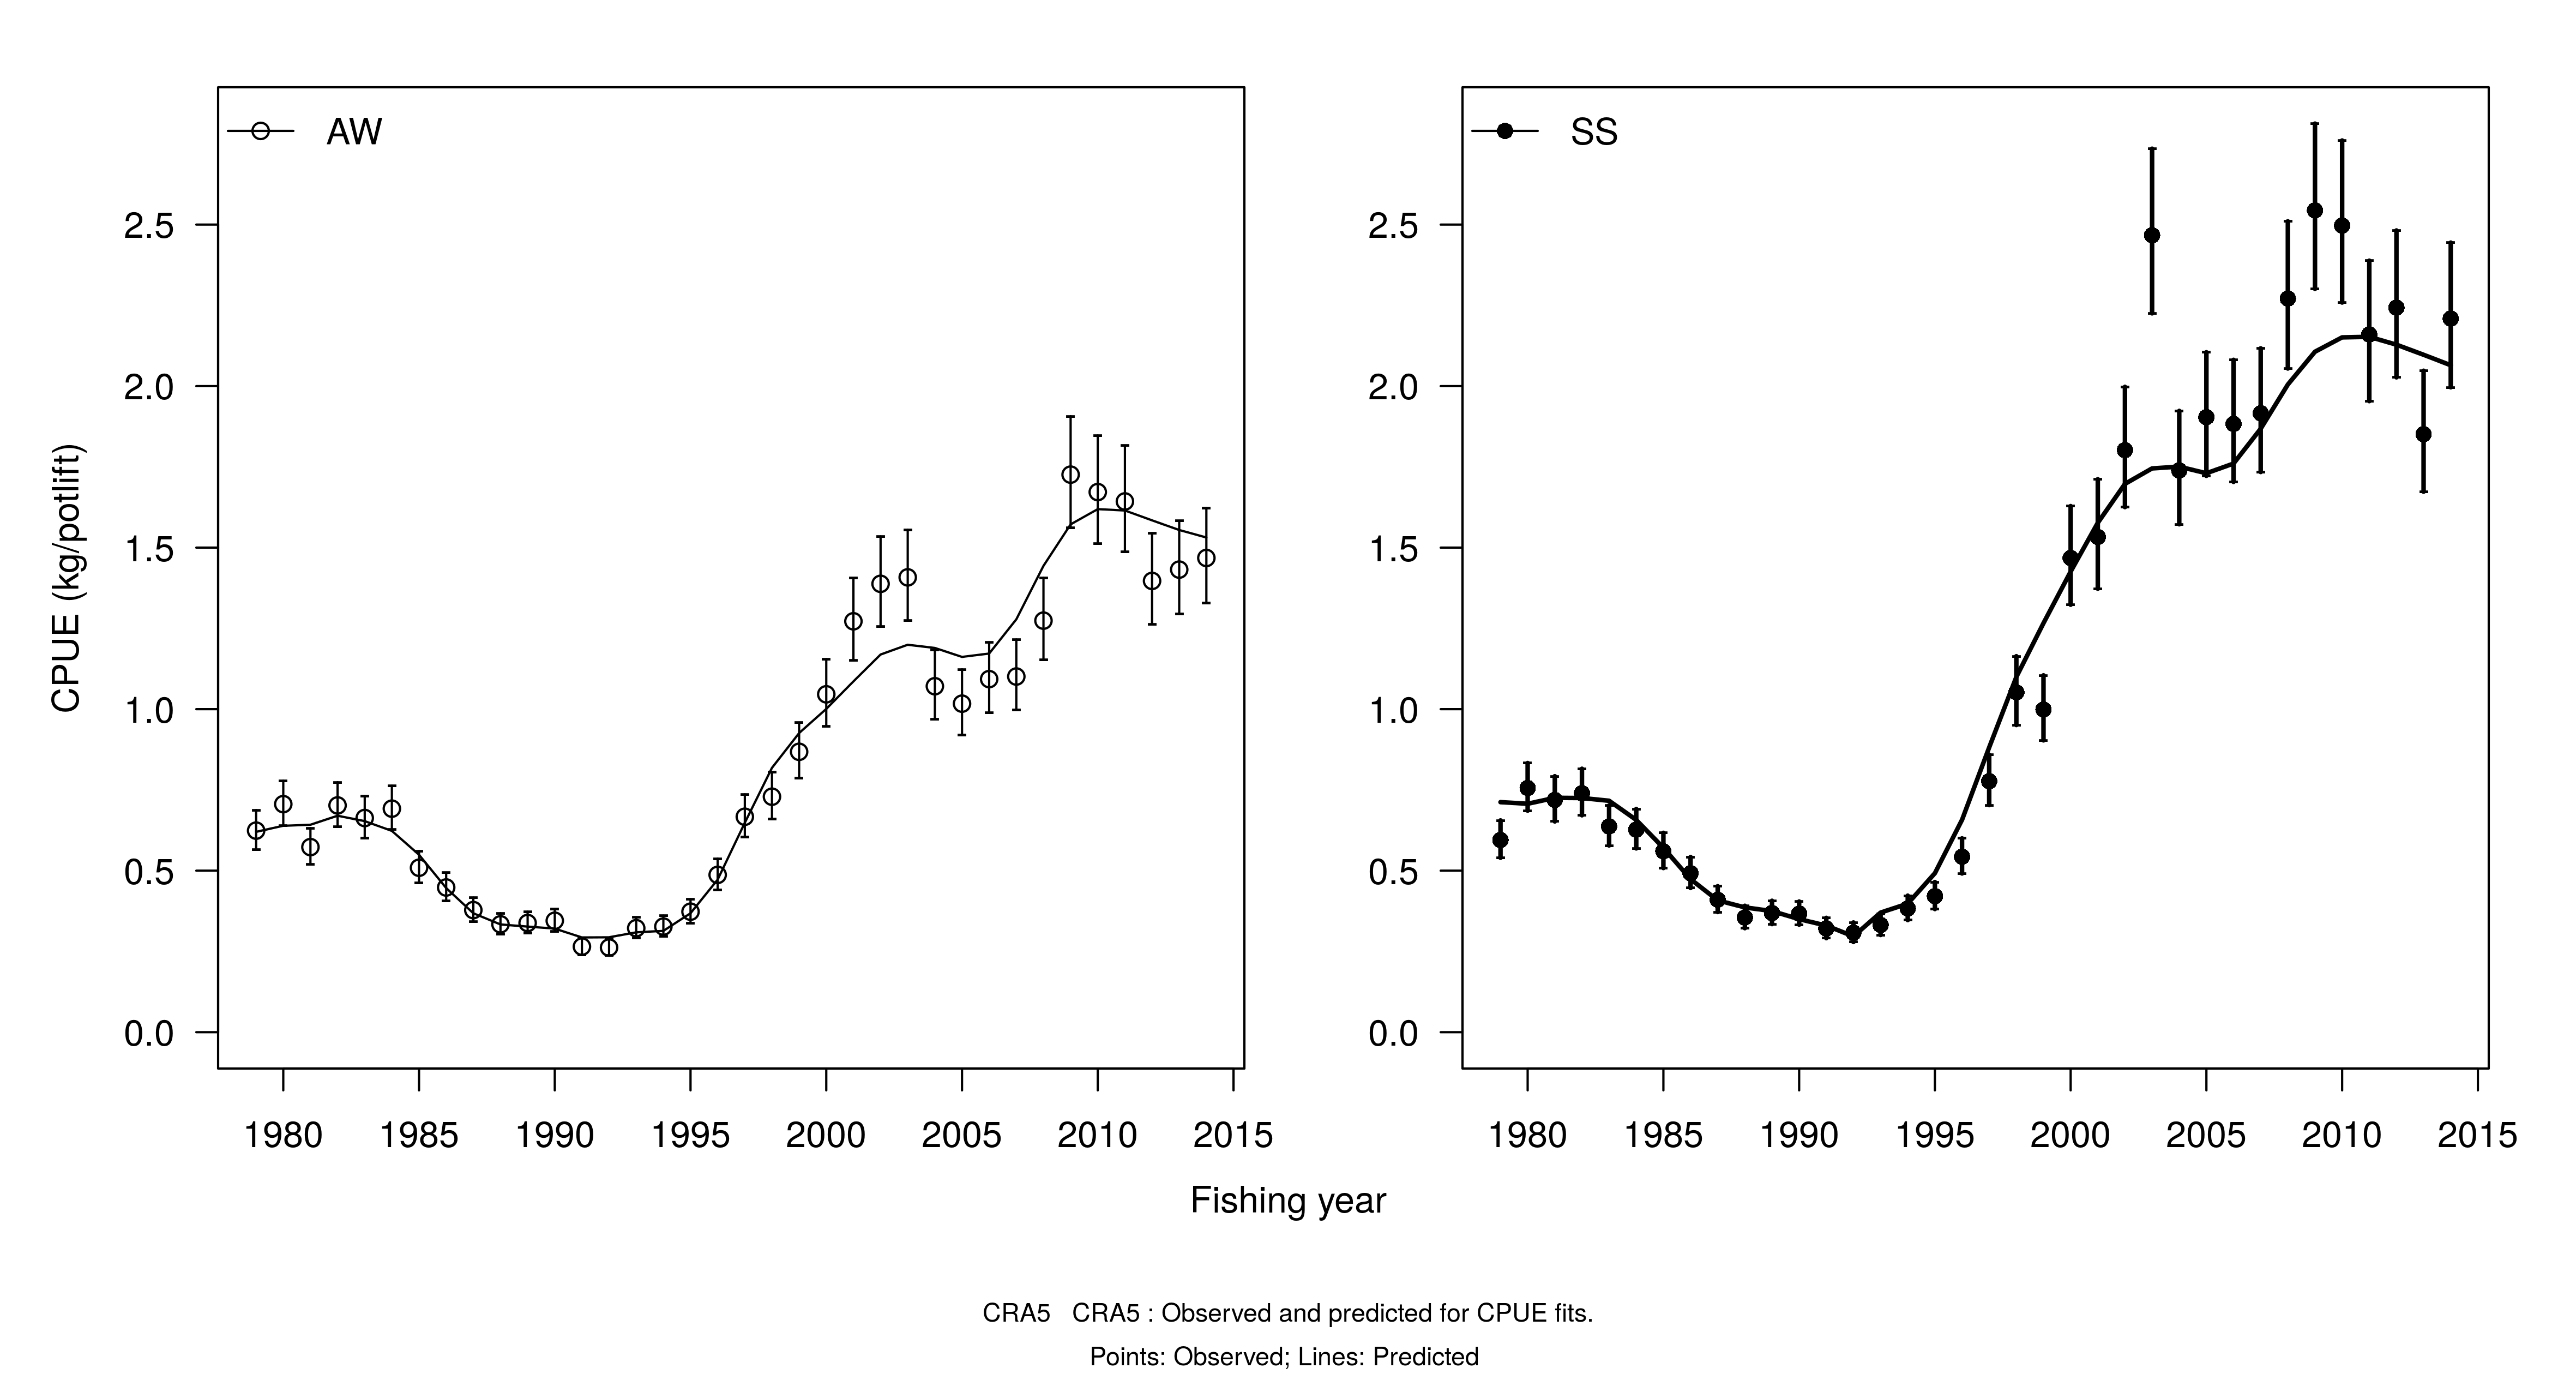 AW
SS
CPUE (kg/potlift)
2.5
2.0
1.5
1.0
0.5
0.0
2.5
2.0
1.5
1.0
0.5
0.0
1980 1985 1990 1995 2000 2005 2010 2015
1980 1985 1990 1995 2000 2005 2010 2015
Fishing year
CRA5 CRA5 : Observed and predicted for CPUE fits.
Points: Observed; Lines: Predicted